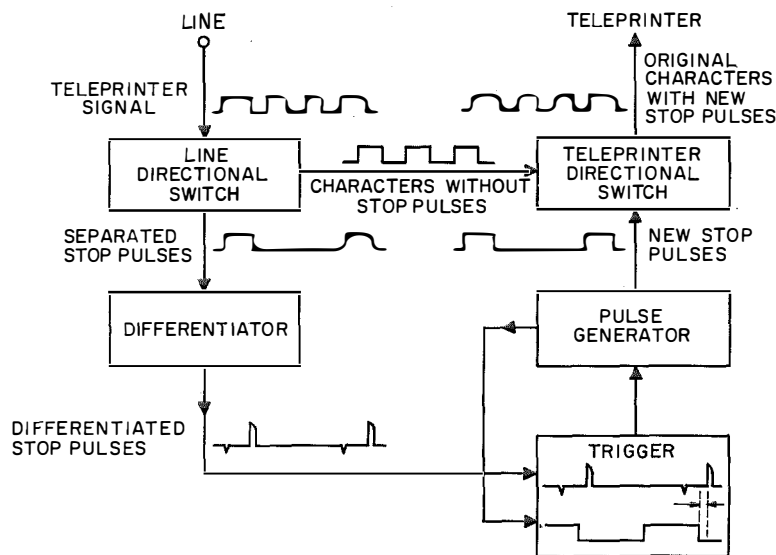 LINE
TELEPRINTER
TELEPRINTER
SIGNAL
ORIGINAL
CHARACTERS
WITH NEW
STOP PULSES
LINE
DIRECTIONAL
SWITCH
CHARACTERS WITHOUT
STOP PULSES
TELEPRINTER
DIRECTIONAL
SWITCH
SEPARATED
STOP PULSES
NEW STOP
PULSES
DIFFERENTIATOR
PULSE
GENERATOR
DIFFERENTIATED
STOP PULSES
TRIGGER